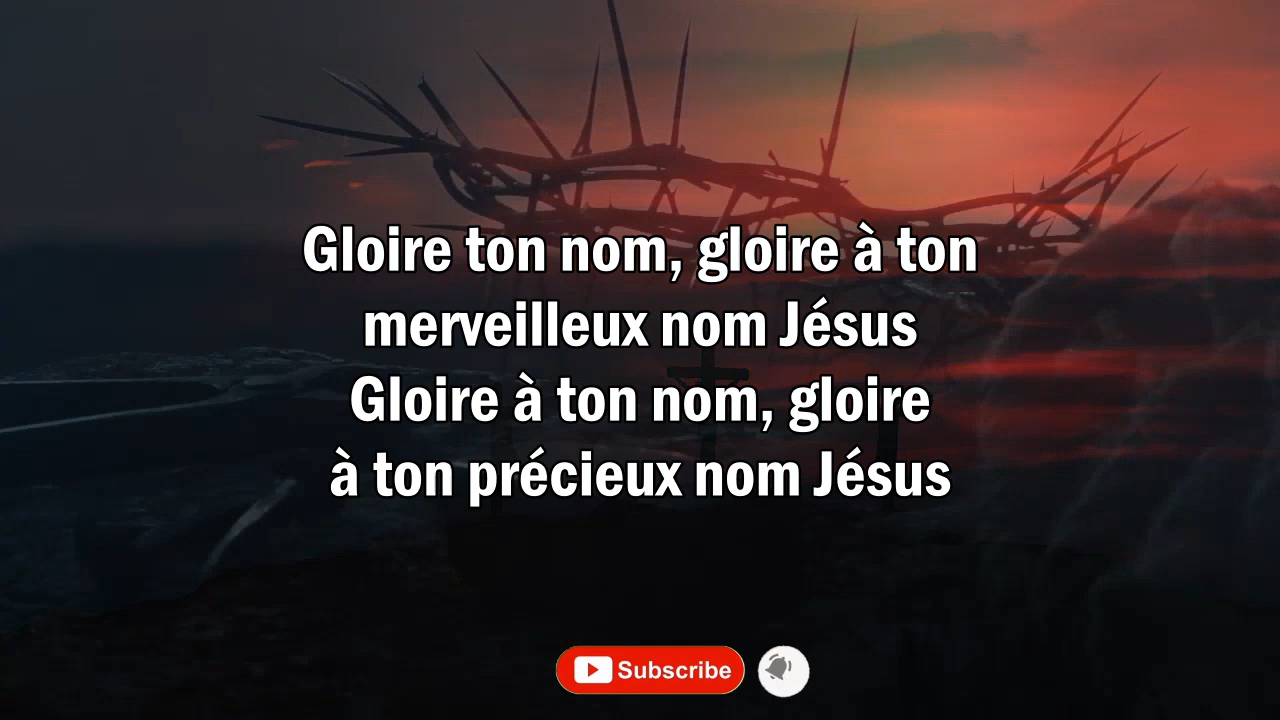 Gloire ton nom, gloire à ton
merveilleux nom Jésus
Gloire à ton nom, gloire
à ton précieux nom Jésus
Subscribe